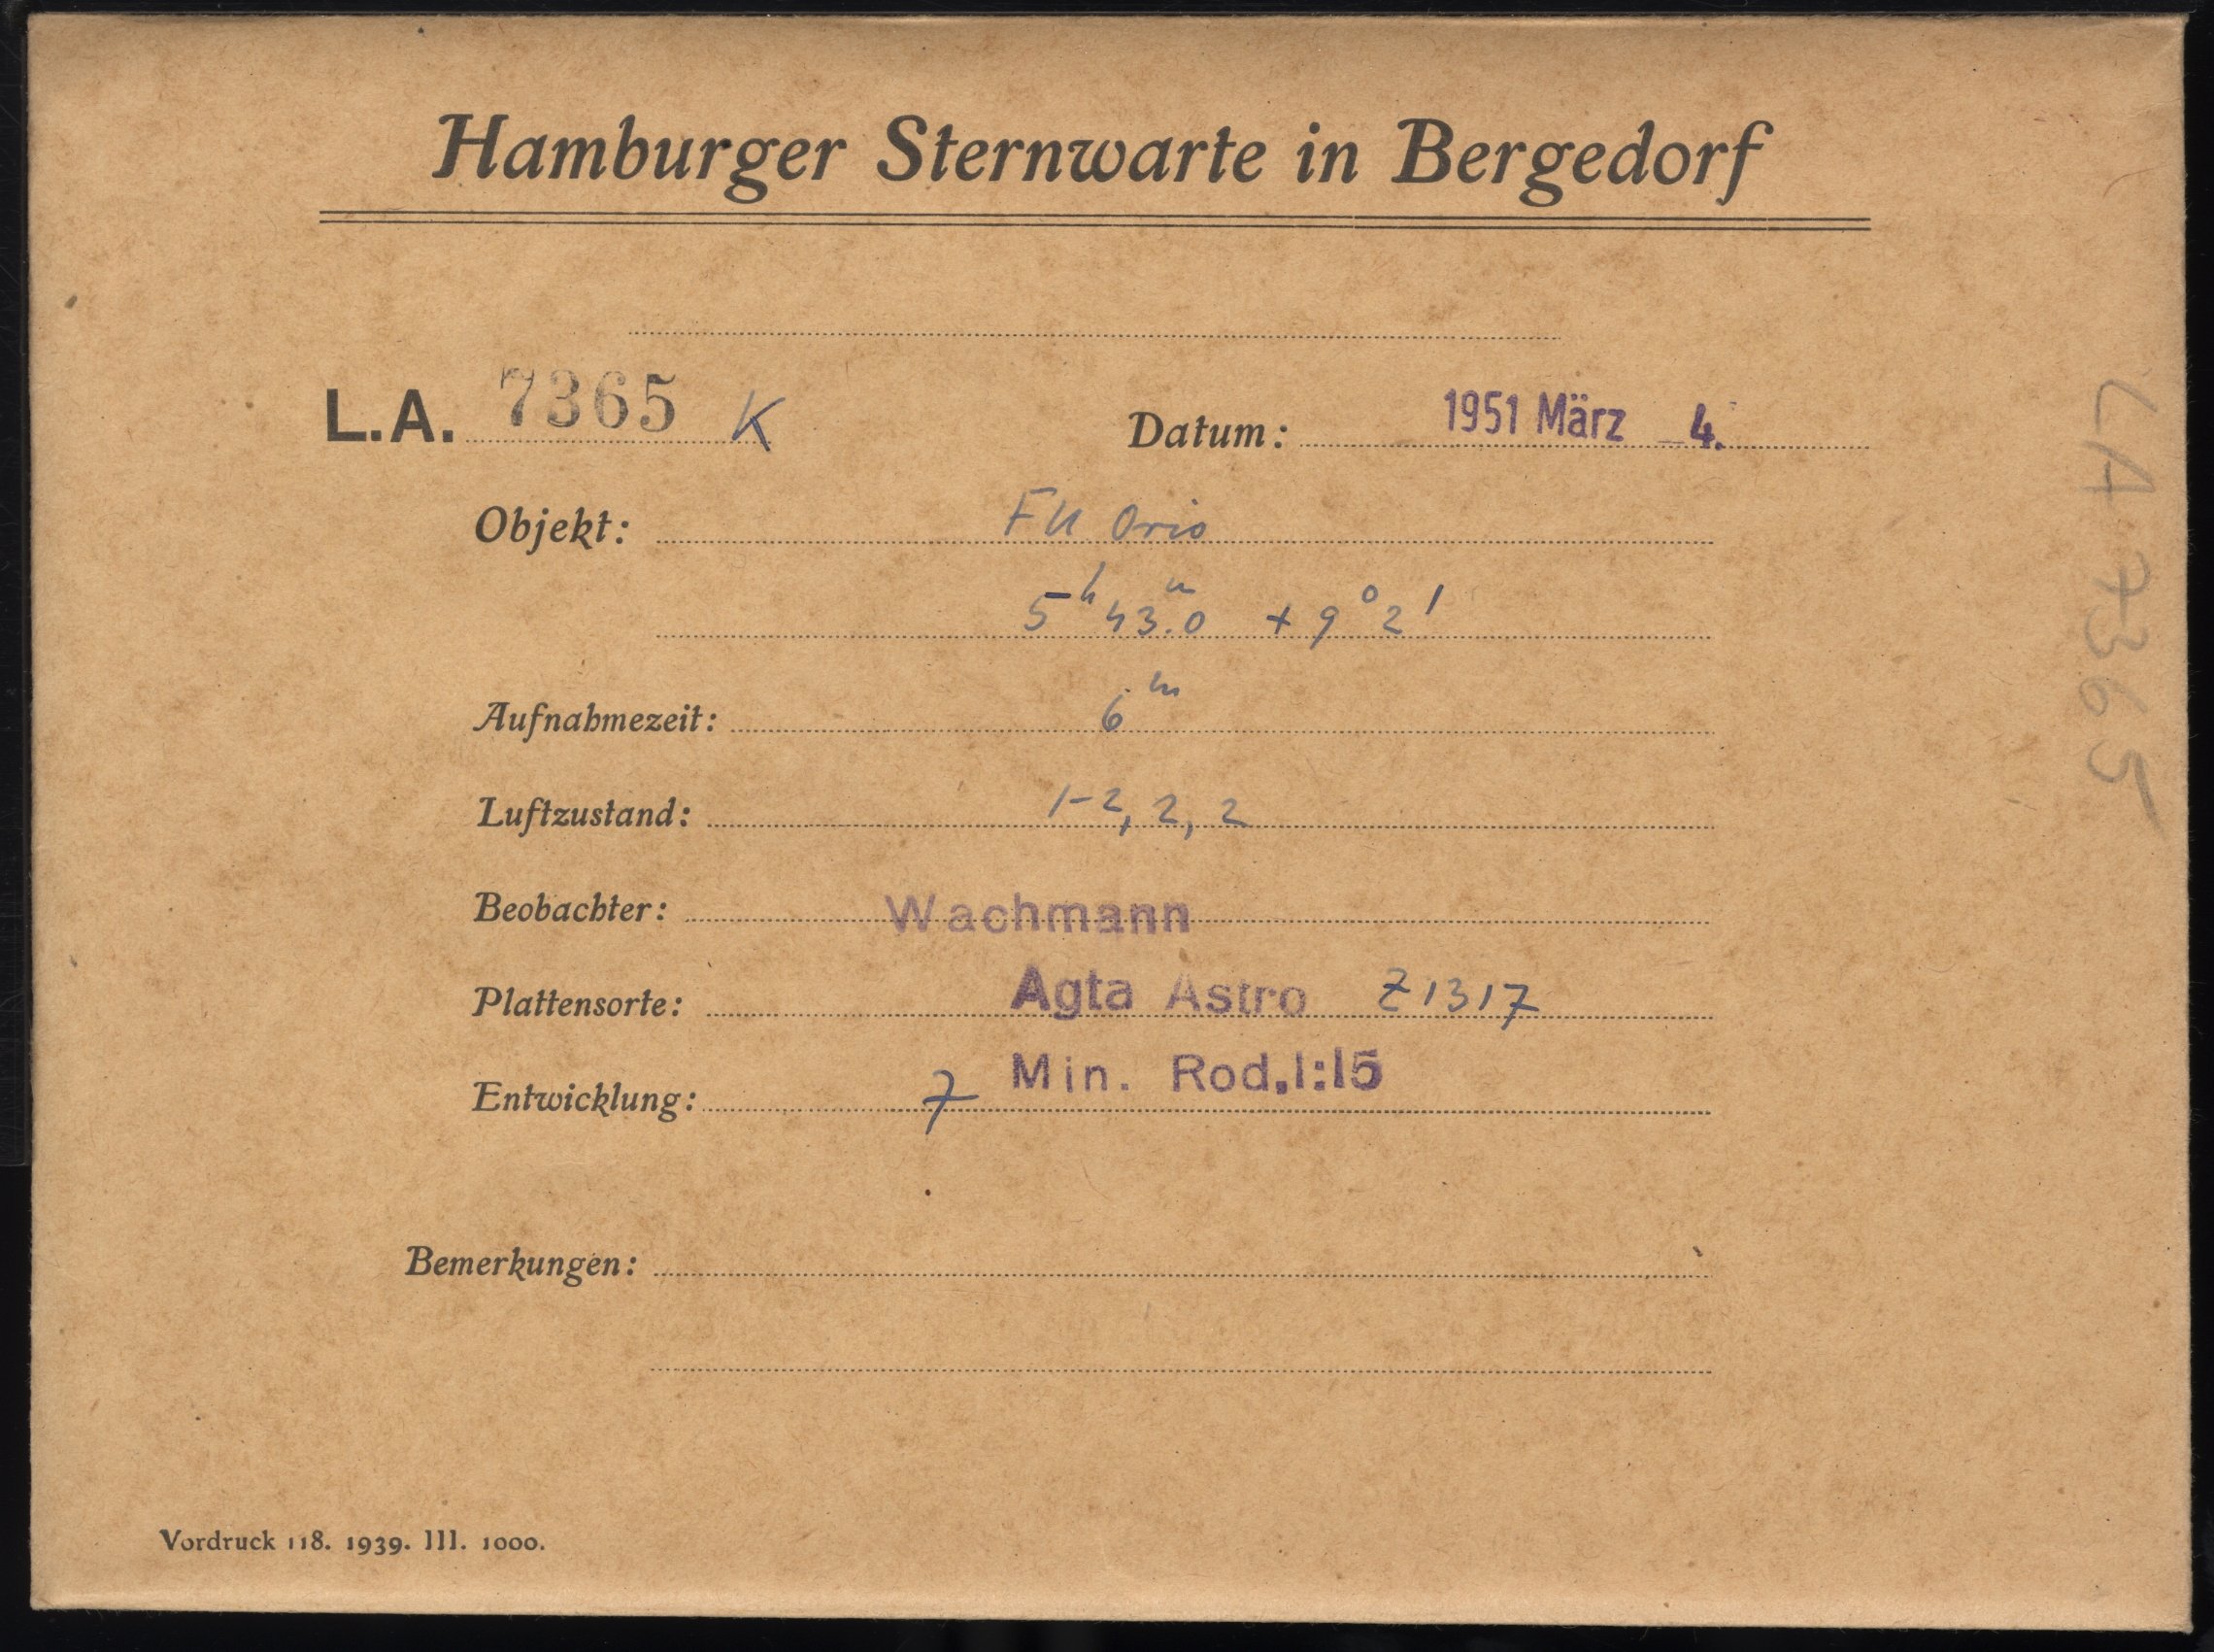 Hamburger Sternwarte in Bergedorf
L.A. 7365 K
Datum: 1951 März 4.
Objekt: FU Orio
5ʰ 43ᵐ.0 + 9° 2'
Aufnahmezeit: 6ᵐ
Luftzustand: 1-2, 2, 2
Beobachter: Wachmann
Plattensorte: Agfa Astro Z1317
Entwicklung: 7 Min. Rod. 1:15
Bemerkungen:
Vordruck 118. 1939. III. 1000.
LA 7365